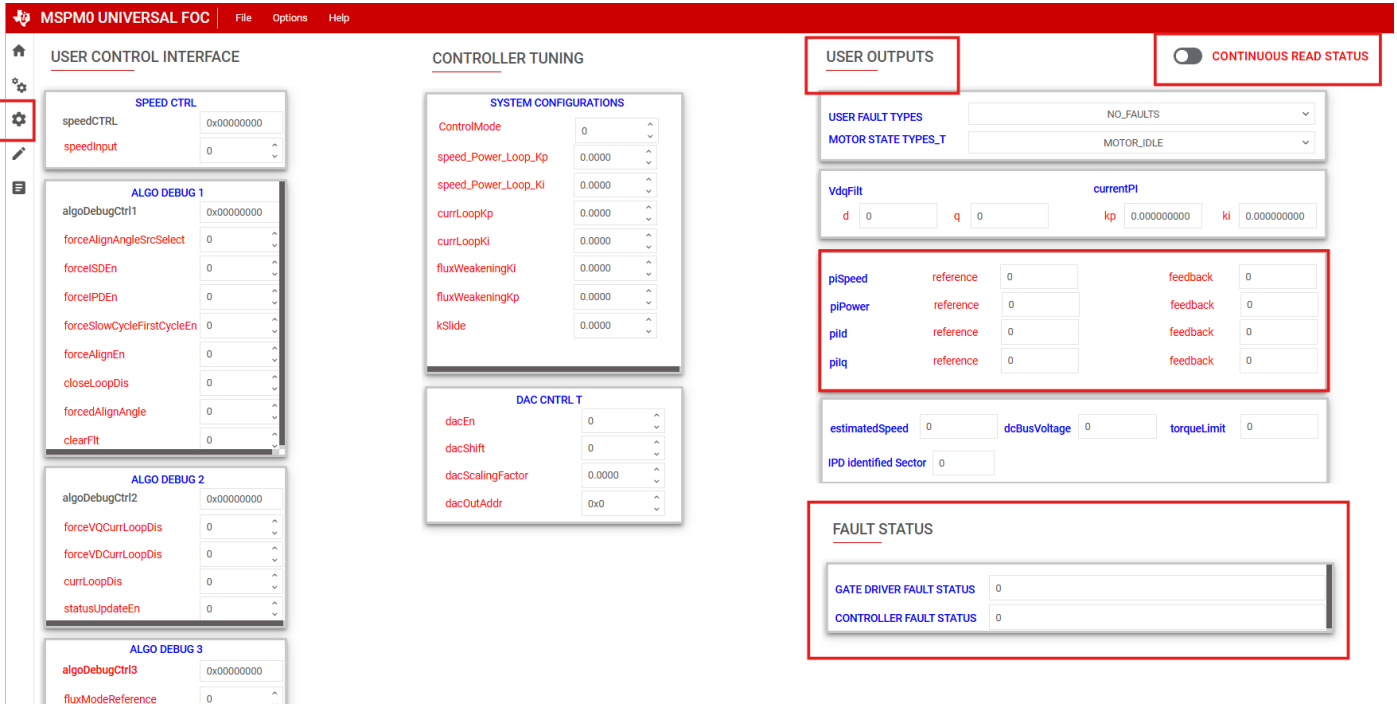 MSPM0 UNIVERSAL FOC File Options Help
USER CONTROL INTERFACE
SPEED CTRL
speedCTRL 0x00000000
speedInput 0
ALGO DEBUG 1
algoDebugCtrl1 0x00000000
forceAlignAngleSrcSelect 0
forceISDEn 0
forceIPDEn 0
forceSlowCycleFirstCycleEn 0
forceAlignEn 0
closeLoopDis 0
forcedAlignAngle 0
clearFlt 0
ALGO DEBUG 2
algoDebugCtrl2 0x00000000
forceVQCurrLoopDis 0
forceVDCurrLoopDis 0
currLoopDis 0
statusUpdateEn 0
ALGO DEBUG 3
algoDebugCtrl3 0x00000000
fluxModeReference 0
CONTROLLER TUNING
SYSTEM CONFIGURATIONS
ControlMode 0
speed_Power_Loop_Kp 0.0000
speed_Power_Loop_Ki 0.0000
currLoopKp 0.0000
currLoopKi 0.0000
fluxWeakeningKi 0.0000
fluxWeakeningKp 0.0000
kSlide 0.0000
DAC CNTRL T
dacEn 0
dacShift 0
dacScalingFactor 0.0000
dacOutAddr 0x0
USER OUTPUTS
CONTINUOUS READ STATUS
USER FAULT TYPES NO_FAULTS
MOTOR STATE TYPES_T MOTOR_IDLE
VdqFilt currentPI
d 0 q 0 kp 0.000000000 ki 0.000000000
piSpeed reference 0 feedback 0
piPower reference 0 feedback 0
piId reference 0 feedback 0
piIq reference 0 feedback 0
estimatedSpeed 0 dcBusVoltage 0 torqueLimit 0
IPD identified Sector 0
FAULT STATUS
GATE DRIVER FAULT STATUS 0
CONTROLLER FAULT STATUS 0